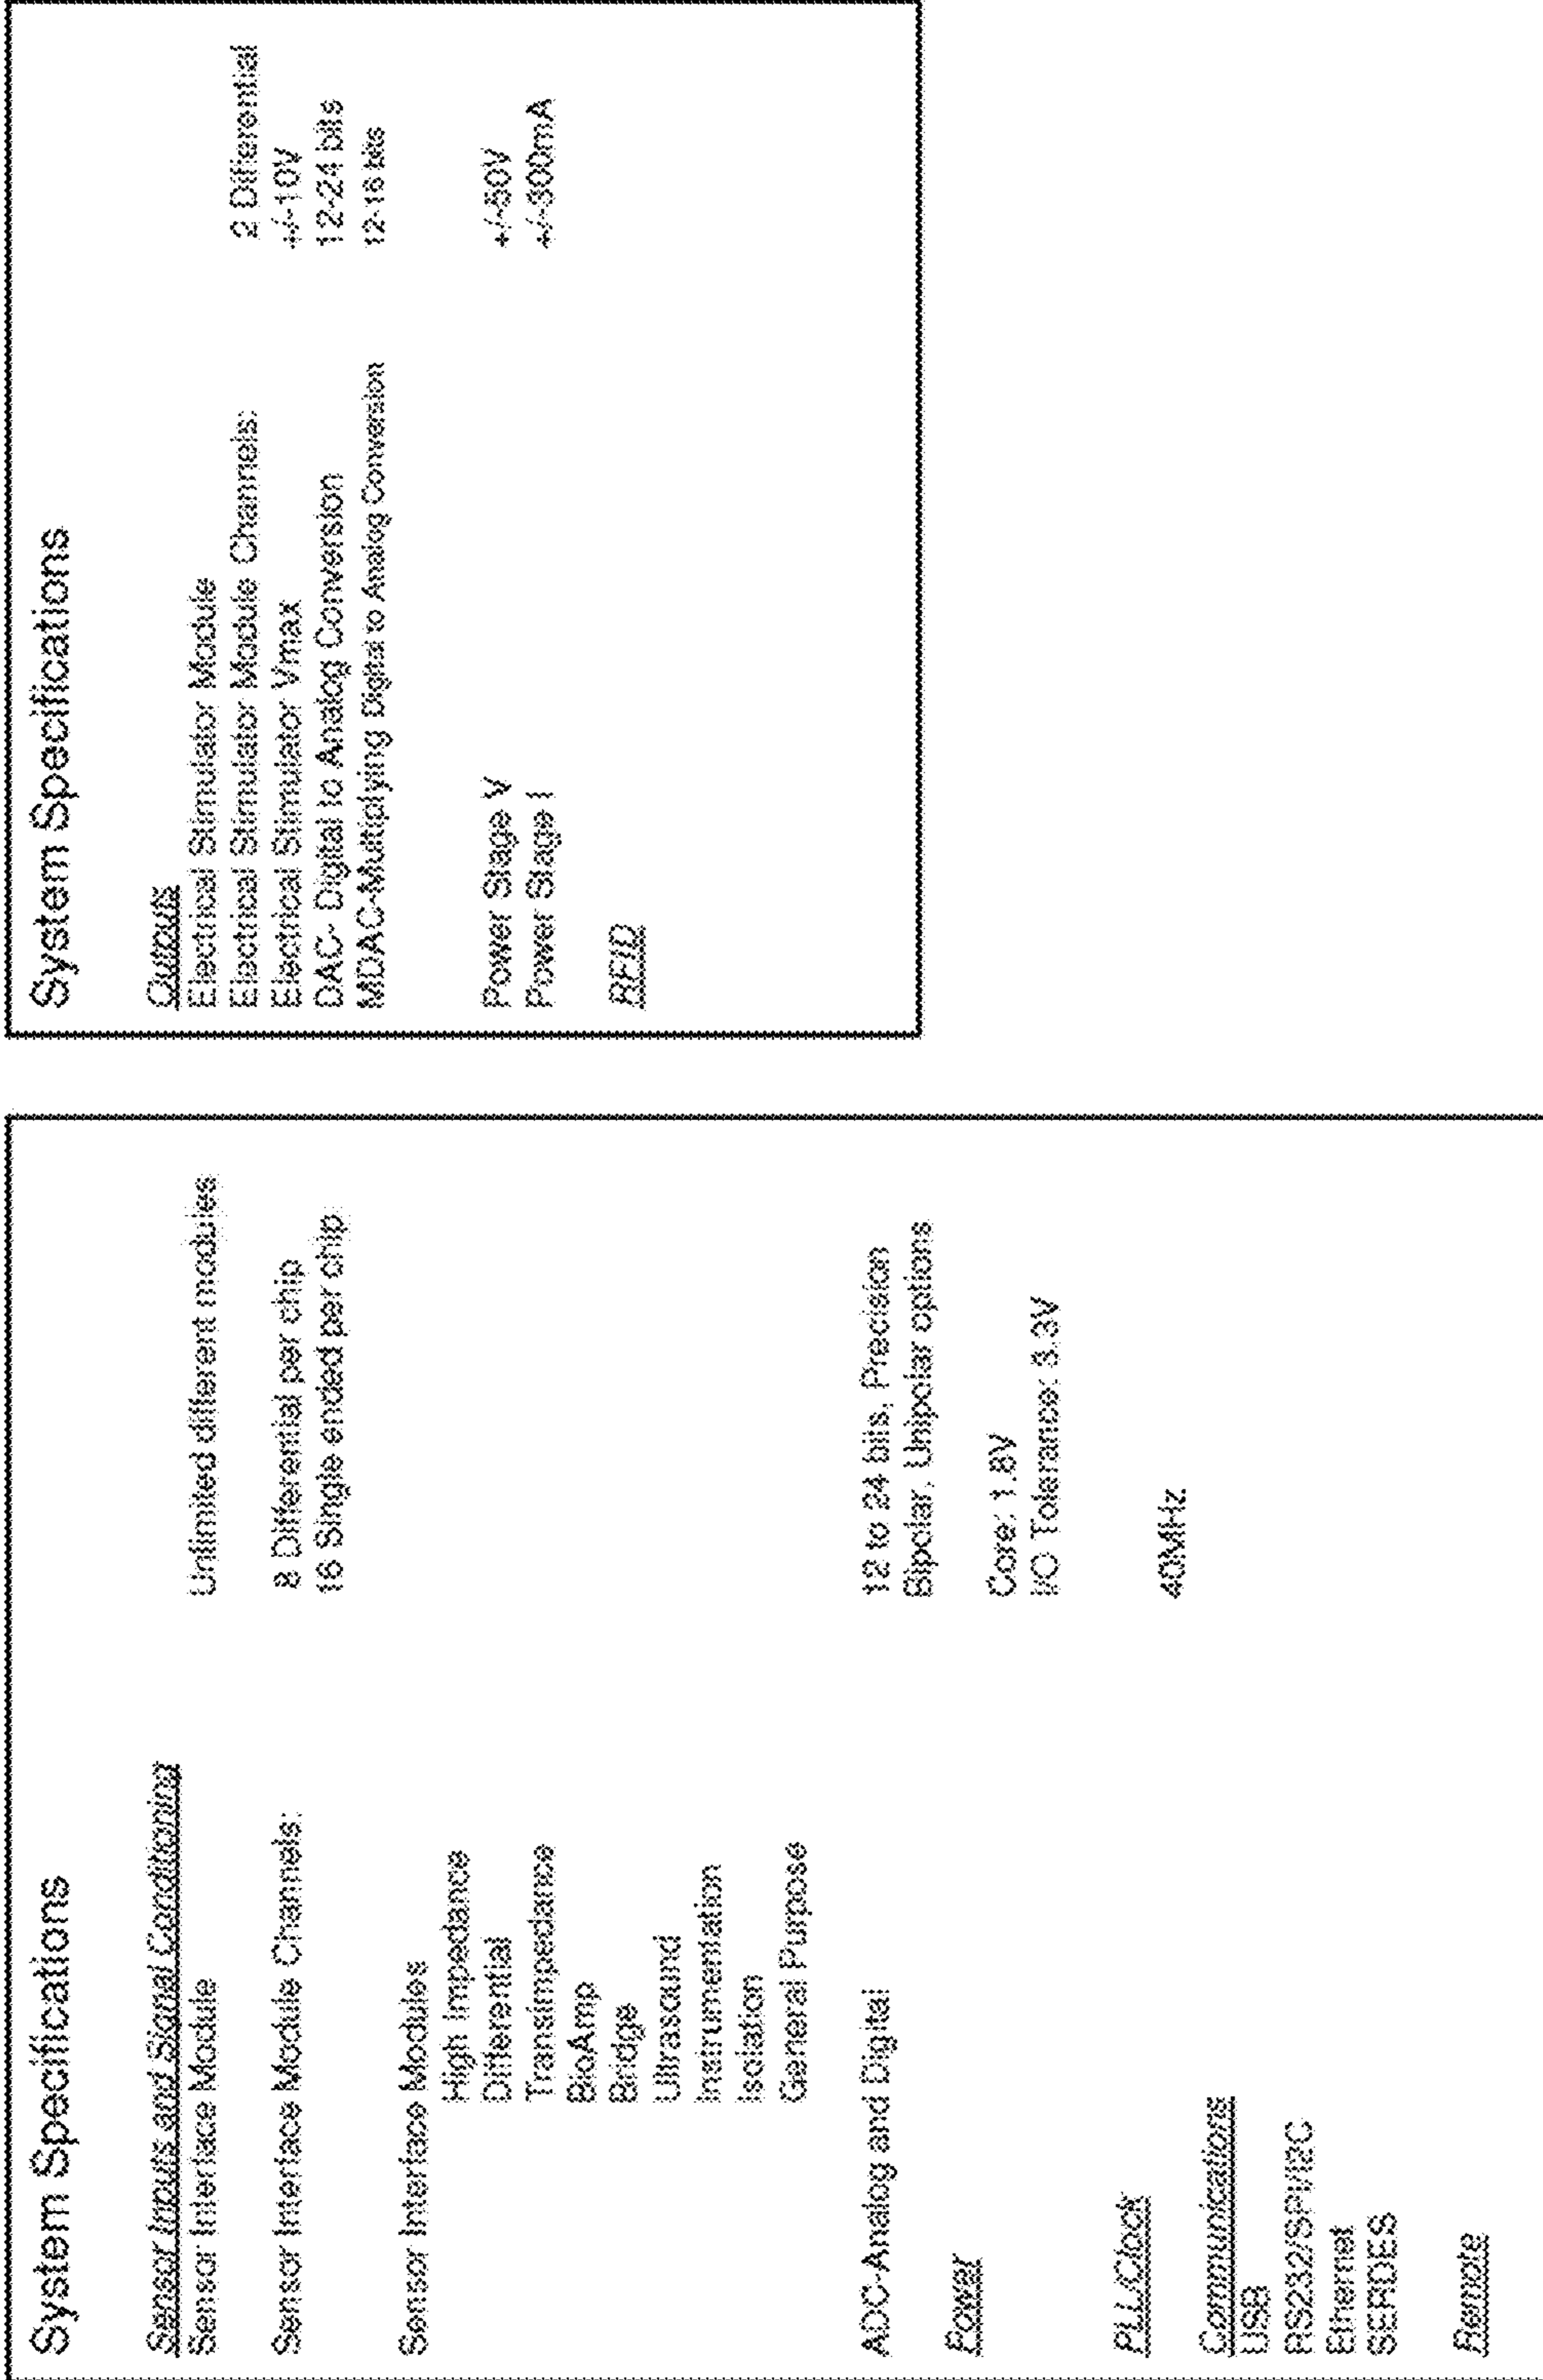 System Specifications
Sensor Inputs and Signal Conditioning
Sensor Interface Module Unlimited different modules
Sensor Interface Module Channels: 8 Differential per chip
16 Single ended per chip
Sensor Interface Modules
High Impedance
Differential
Transimpedance
BioAmp
Bridge
Ultrasound
Instrumentation
Isolation
General Purpose
ADC-Analog and Digital 12 to 24 bits, Precision
Bipolar, Unipolar options
Power
Core: 1.8V
I/O Tolerance: 3.3V
PLL/Clock
40MHz
Communications
USB
RS232/SPI/I2C
Ethernet
SERDES
Remote
System Specifications
Outputs
Electrical Stimulator Module
Electrical Stimulator Module Channels: 2 Differential
Electrical Stimulator Vmax +/-10V
DAC- Digital to Analog Conversion 12-24 bits
MDAC-Multiplying Digital to Analog Conversion 12-16 bits
Power Stage V +/-50V
Power Stage I +/-300mA
RFID